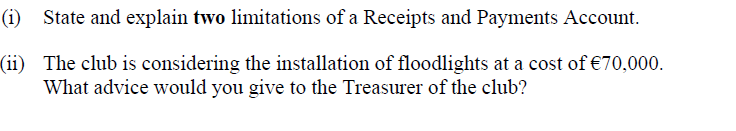 (i) State and explain two limitations of a Receipts and Payments Account.
(ii) The club is considering the installation of floodlights at a cost of €70,000.
What advice would you give to the Treasurer of the club?